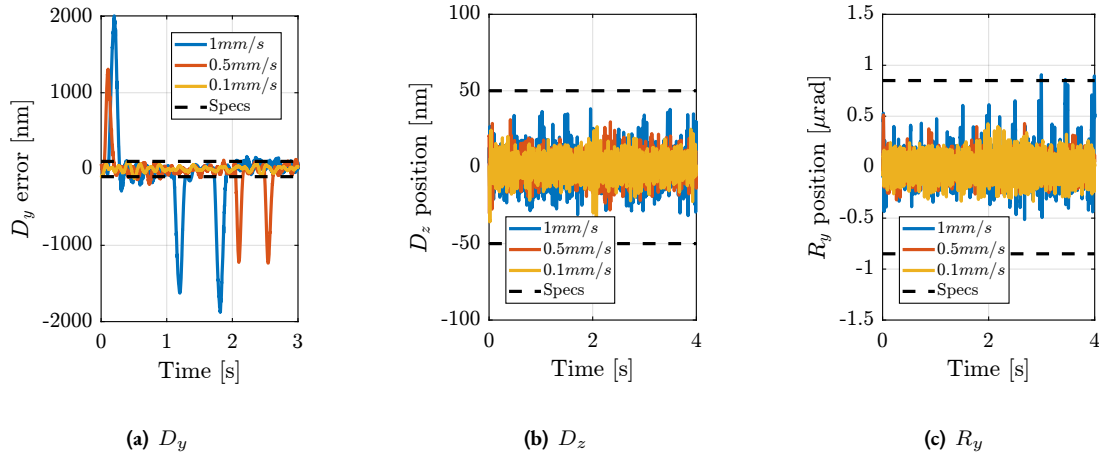 2000
1000
0
-1000
-2000
D_y error [nm]
0 1 2 3
Time [s]
1mm/s
0.5mm/s
0.1mm/s
Specs
(a) D_y
100
50
0
-50
-100
D_z position [nm]
0 2 4
Time [s]
1mm/s
0.5mm/s
0.1mm/s
Specs
(b) D_z
1.5
1
0.5
0
-0.5
-1
-1.5
R_y position [μrad]
0 2 4
Time [s]
1mm/s
0.5mm/s
0.1mm/s
Specs
(c) R_y